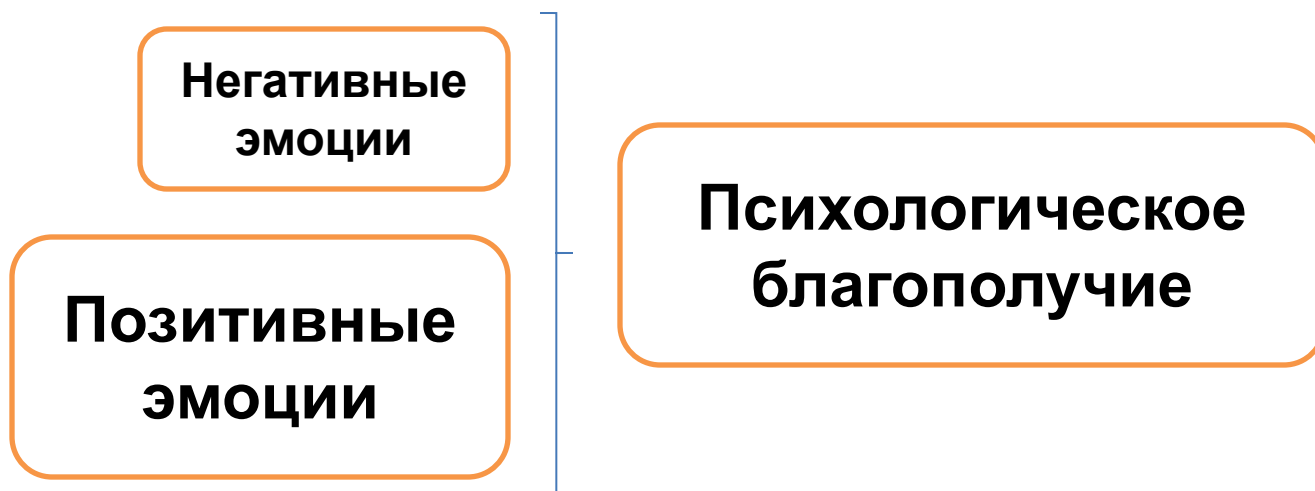 Негативные
эмоции
Позитивные
эмоции
Психологическое
благополучие